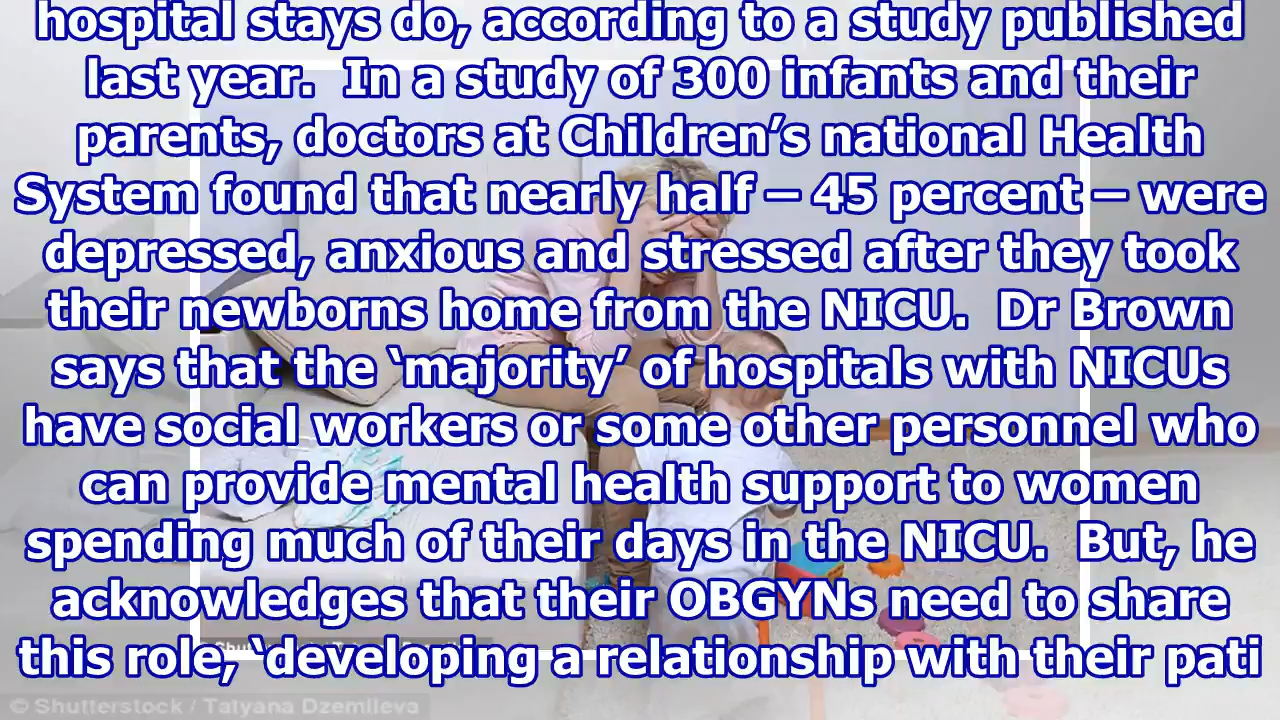 hospital stays do, according to a study published
last year.  In a study of 300 infants and their
parents, doctors at Children’s national Health
System found that nearly half – 45 percent – were
depressed, anxious and stressed after they took
their newborns home from the NICU.  Dr Brown
says that the ‘majority’ of hospitals with NICUs
have social workers or some other personnel who
can provide mental health support to women
spending much of their days in the NICU.  But, he
acknowledges that their OBGYNs need to share
this role, ‘developing a relationship with their pati
© Shutterstock / Tatyana Dzemileva